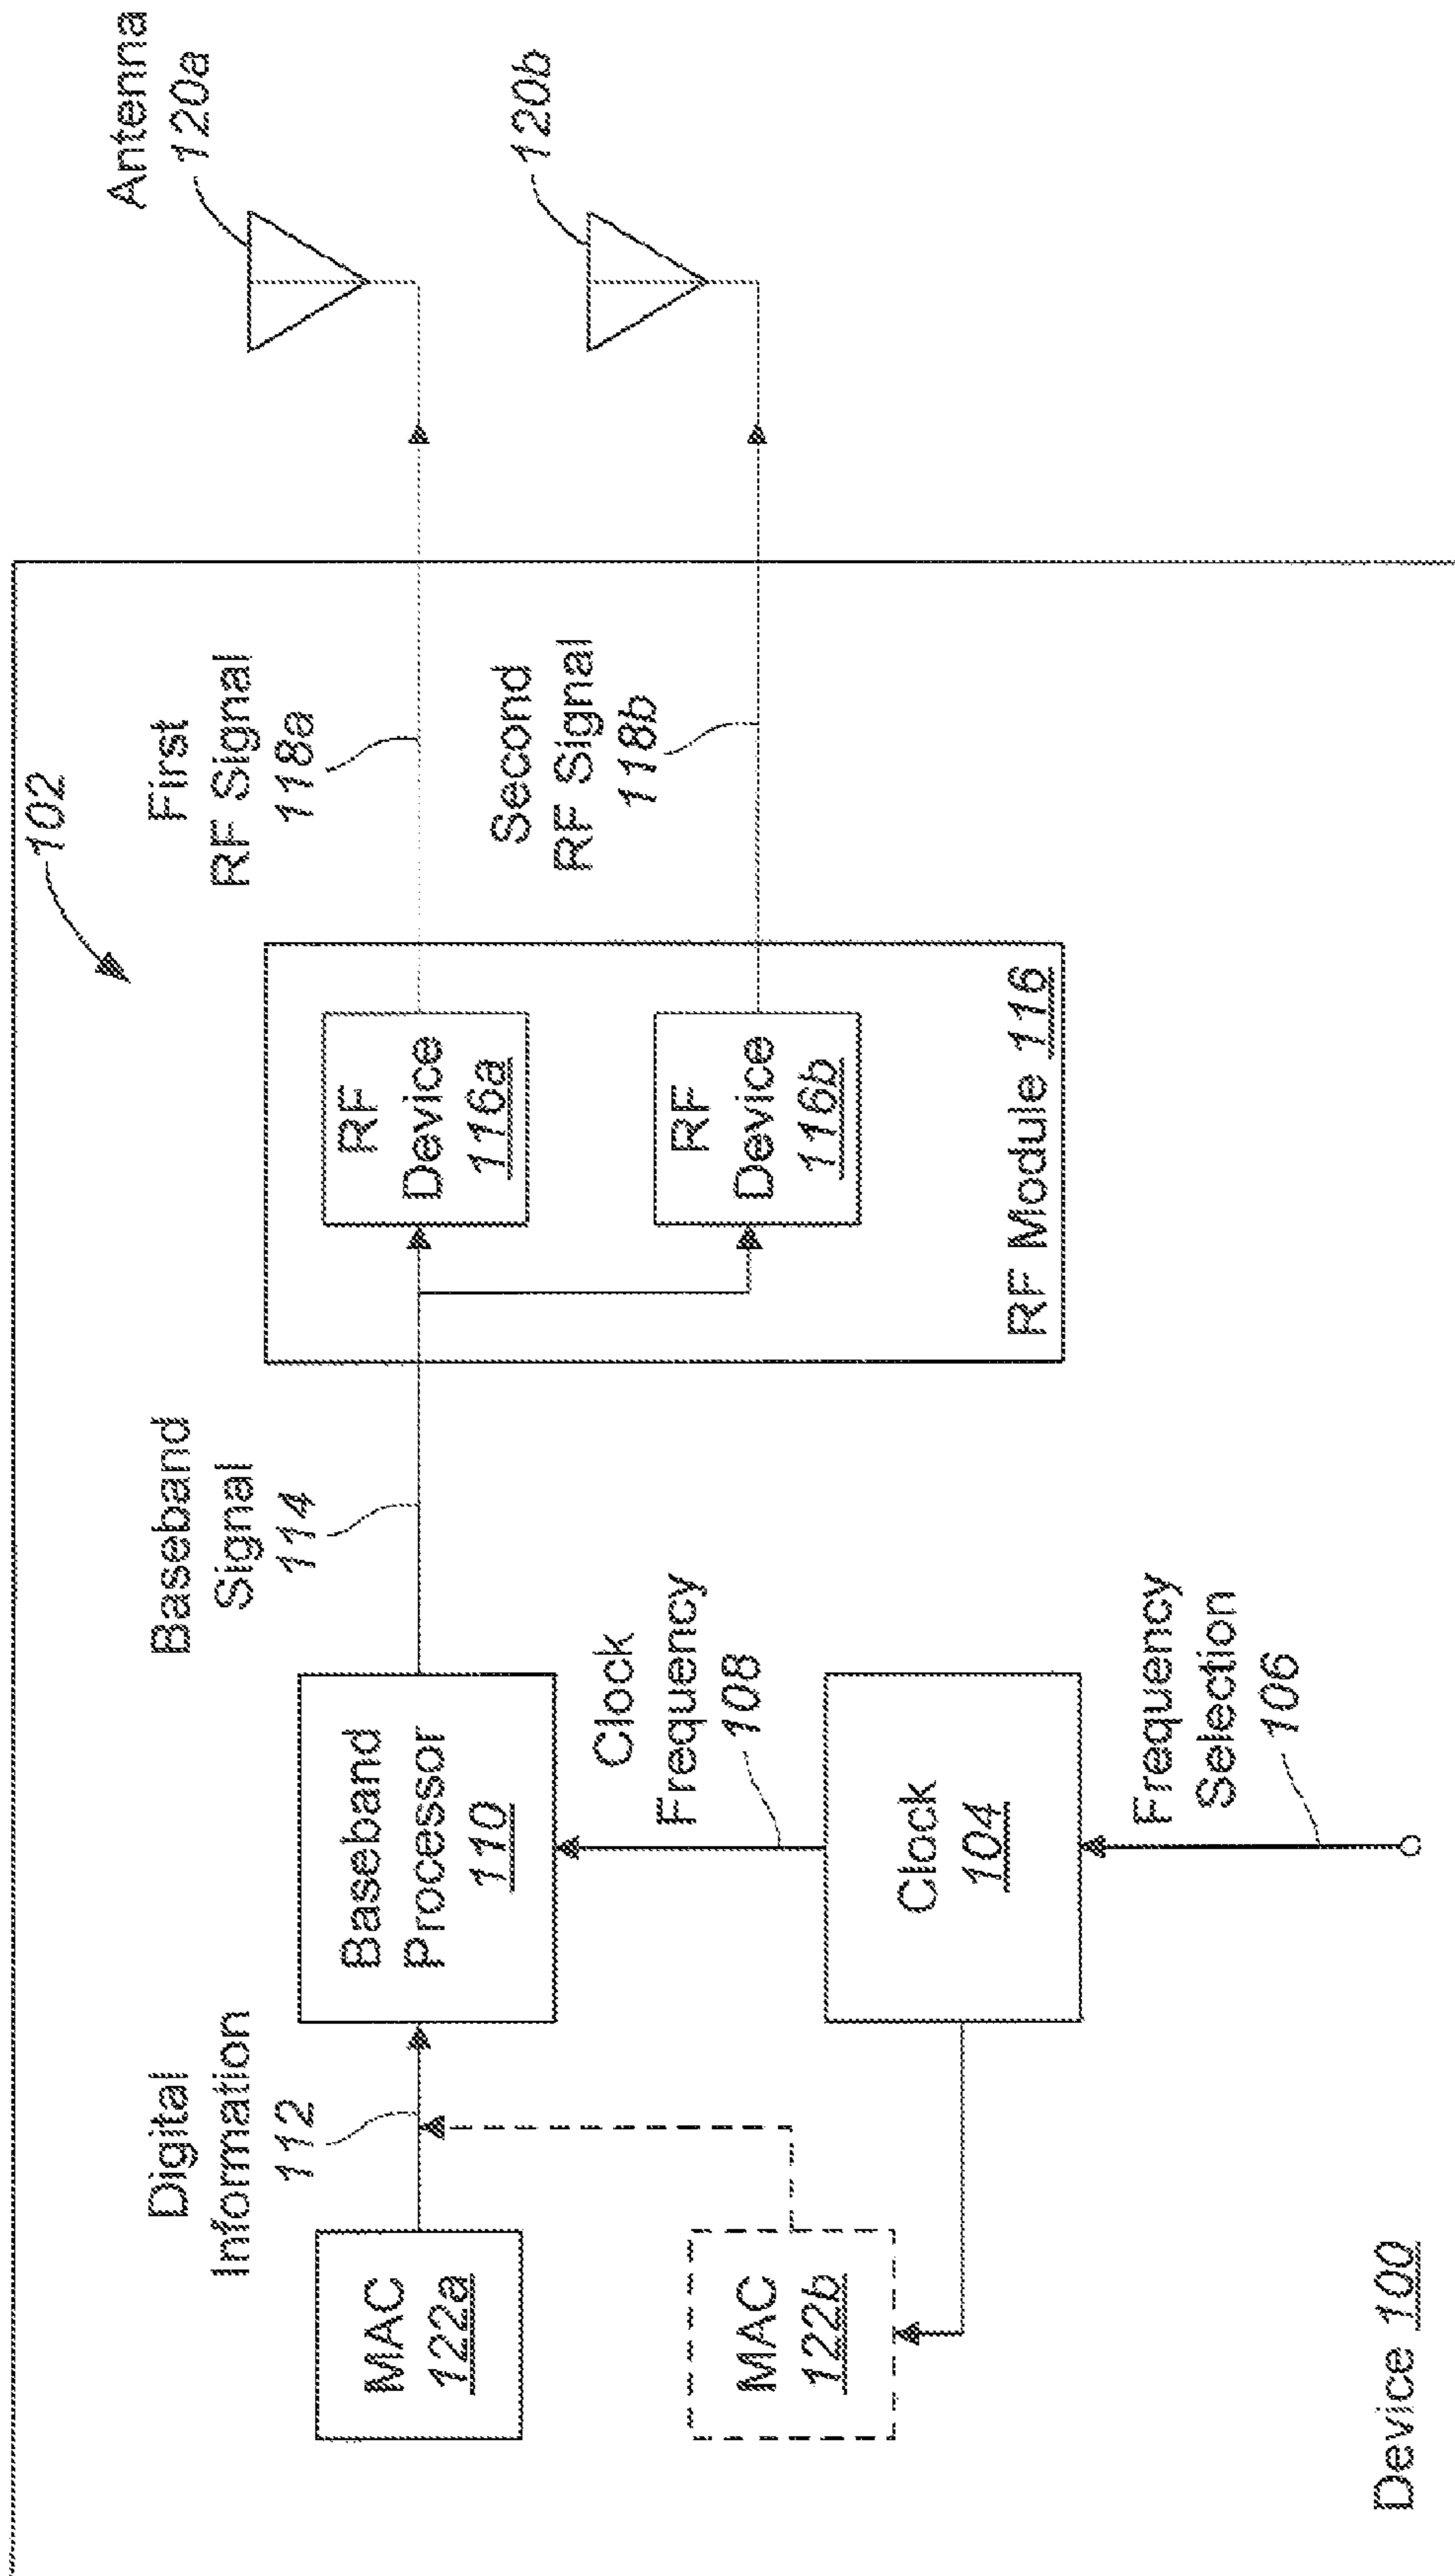 102
First
RF Signal
118a
Antenna
120a
Second
RF Signal
118b
120b
Digital
Information
112
Baseband
Signal
114
MAC
122a
Baseband
Processor
110
RF
Device
116a
MAC
122b
Clock
Frequency
108
RF
Device
116b
Clock
104
RF Module 116
Frequency
Selection
106
Device 100